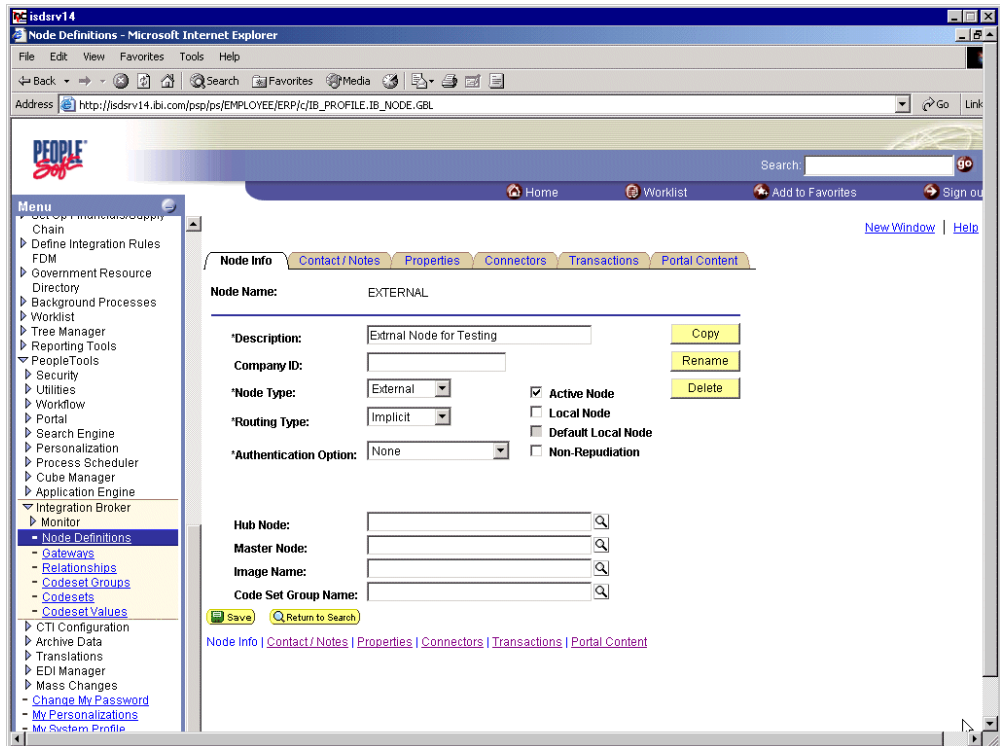 isdsrv14
Node Definitions - Microsoft Internet Explorer
File Edit View Favorites Tools Help
Back Search Favorites Media
Address http://isdsrv14.ibi.com/psp/ps/EMPLOYEE/ERP/c/IB_PROFILE.IB_NODE.GBL Go Link
PEOPLE Soft
Search: go
Home Worklist Add to Favorites Sign ou
Menu
New Window | Help
Chain
Define Integration Rules
FDM
Government Resource
Directory
Background Processes
Worklist
Tree Manager
Reporting Tools
PeopleTools
Security
Utilities
Workflow
Portal
Search Engine
Personalization
Process Scheduler
Cube Manager
Application Engine
Integration Broker
Monitor
Node Definitions
Gateways
Relationships
Codeset Groups
Codesets
Codeset Values
CTI Configuration
Archive Data
Translations
EDI Manager
Mass Changes
Change My Password
My Personalizations
My System Profile
Node Info Contact / Notes Properties Connectors Transactions Portal Content
Node Name: EXTERNAL
*Description: Extrnal Node for Testing Copy
Company ID: Rename
*Node Type: External Active Node Delete
Local Node
*Routing Type: Implicit
Default Local Node
*Authentication Option: None Non-Repudiation
Hub Node:
Master Node:
Image Name:
Code Set Group Name:
Save Return to Search
Node Info | Contact / Notes | Properties | Connectors | Transactions | Portal Content